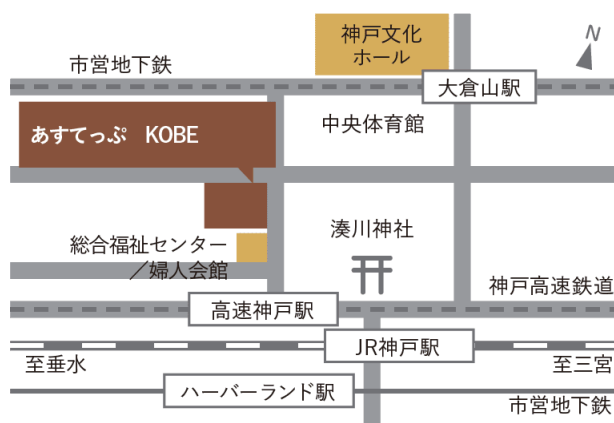 神戸文化
ホール
N
市営地下鉄
大倉山駅
あすてっぷ KOBE
中央体育館
湊川神社
総合福祉センター
／婦人会館
神戸高速鉄道
高速神戸駅
JR神戸駅
至垂水
至三宮
ハーバーランド駅
市営地下鉄